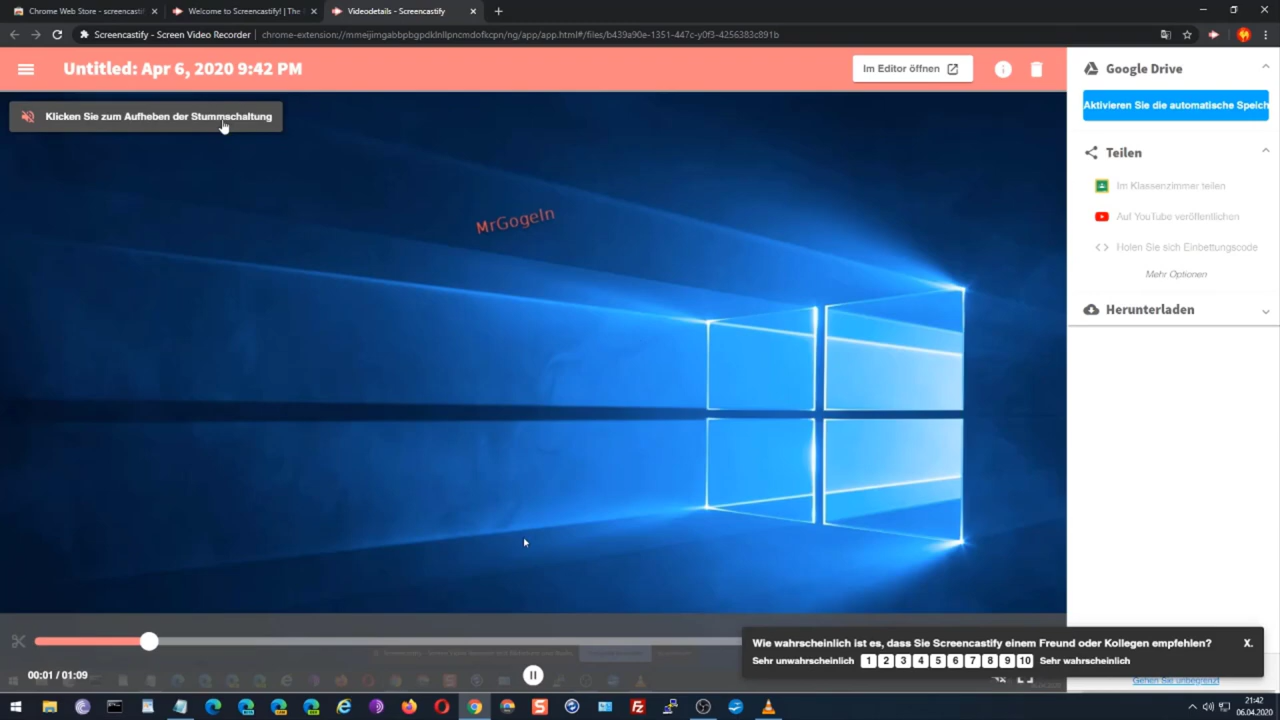 Chrome Web Store - screencasti
Welcome to Screencastify! | The
Videodetails - Screencastify
Screencastify - Screen Video Recorder
chrome-extension://mmeijimgabbpbgpdklnllpncmdofkcpn/ng/app/app.html#/files/b439a90e-1351-447c-y0f3-4256383c891b
Untitled: Apr 6, 2020 9:42 PM
Im Editor öffnen
Google Drive
Klicken Sie zum Aufheben der Stummschaltung
Aktivieren Sie die automatische Speich
Teilen
Im Klassenzimmer teilen
MrGogeln
Auf YouTube veröffentlichen
Holen Sie sich Einbettungscode
Mehr Optionen
Herunterladen
Wie wahrscheinlich ist es, dass Sie Screencastify einem Freund oder Kollegen empfehlen?
X.
Sehr unwahrscheinlich 1 2 3 4 5 6 7 8 9 10 Sehr wahrscheinlich
00:01 / 01:09
Gehen Sie unbegrenzt
21:42
06.04.2020